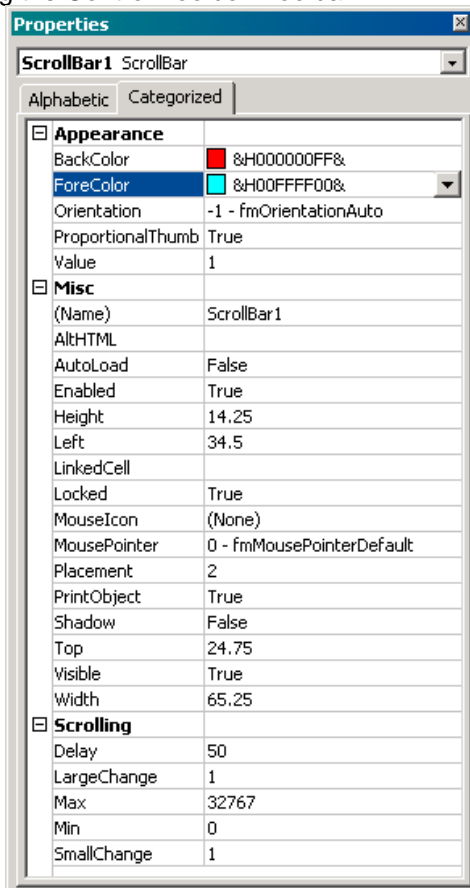 Properties
ScrollBar1 ScrollBar
Alphabetic Categorized
Appearance
BackColor &H000000FF&
ForeColor &H00FFFF00&
Orientation -1 - fmOrientationAuto
ProportionalThumb True
Value 1
Misc
(Name) ScrollBar1
AltHTML
AutoLoad False
Enabled True
Height 14.25
Left 34.5
LinkedCell
Locked True
MouseIcon (None)
MousePointer 0 - fmMousePointerDefault
Placement 2
PrintObject True
Shadow False
Top 24.75
Visible True
Width 65.25
Scrolling
Delay 50
LargeChange 1
Max 32767
Min 0
SmallChange 1